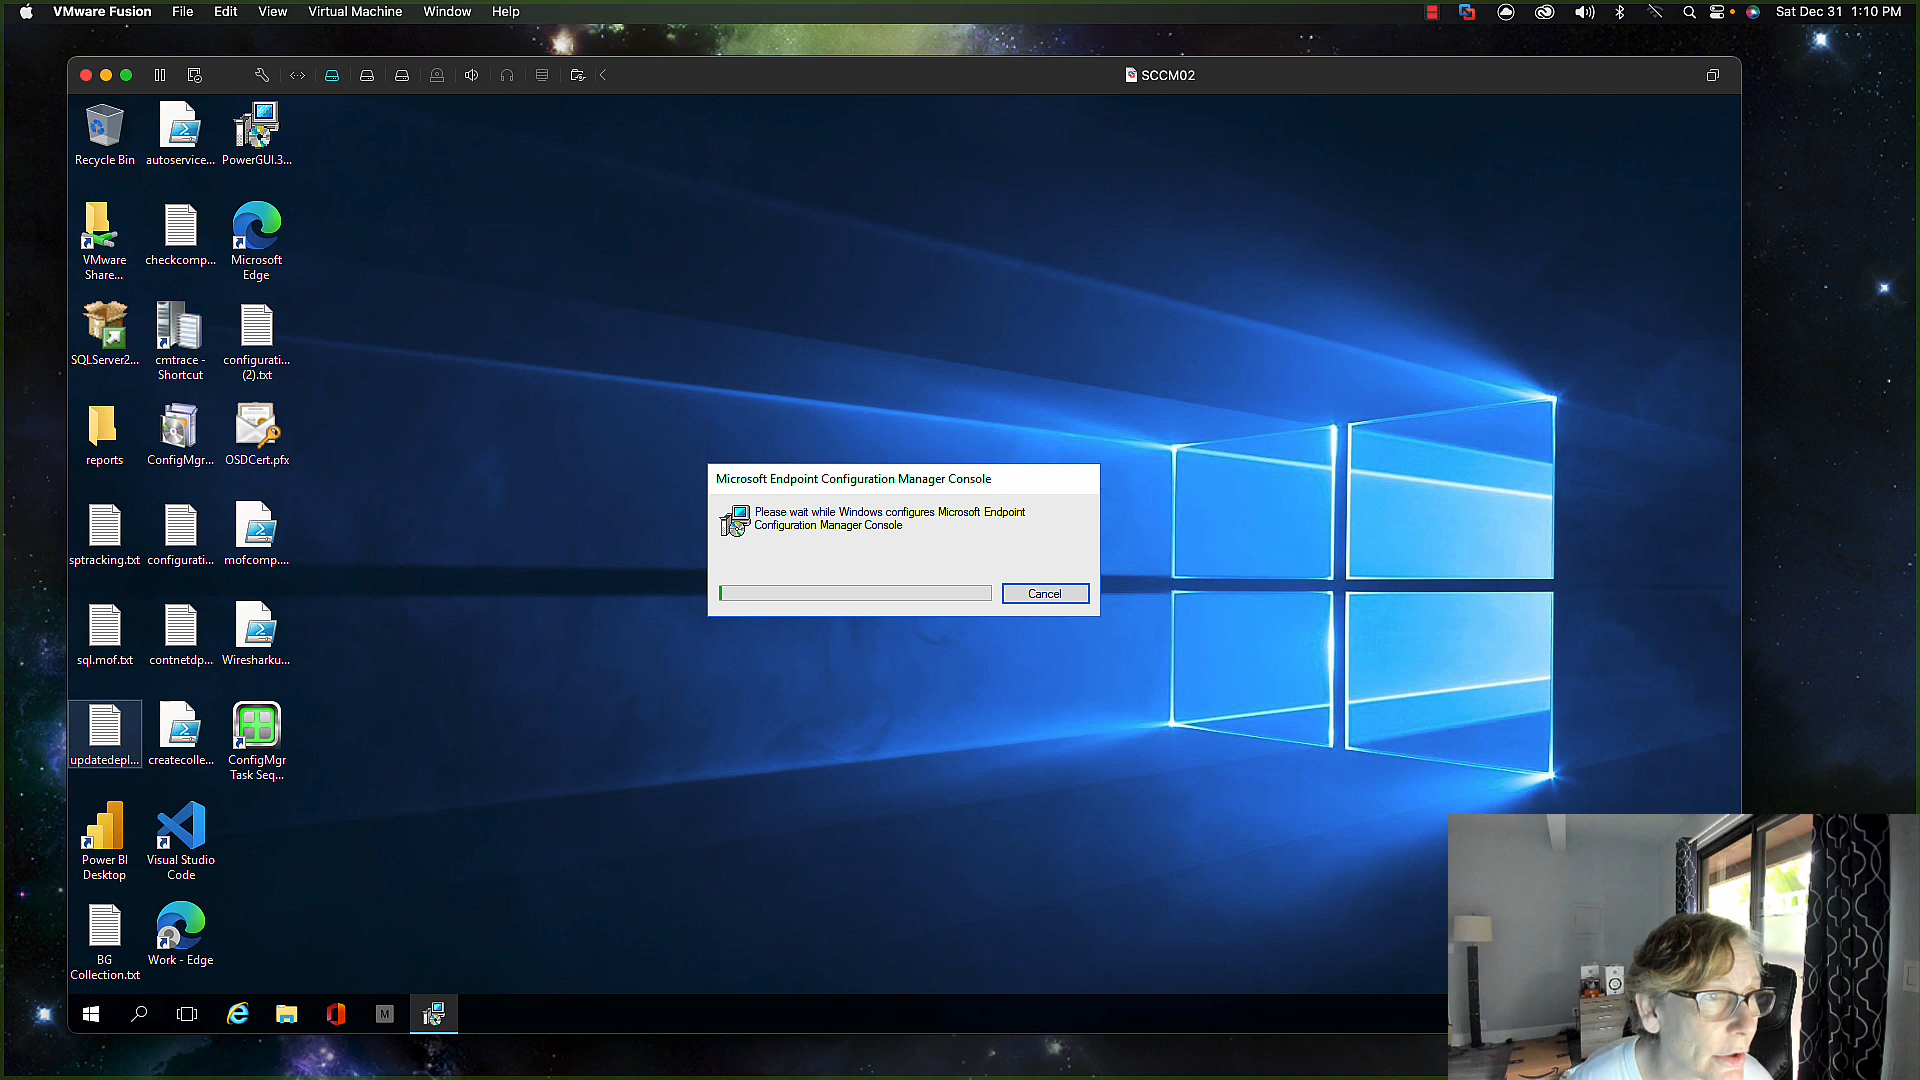 VMware Fusion File Edit View Virtual Machine Window Help Sat Dec 31 1:10 PM
SCCM02
Recycle Bin autoservice... PowerGUI.3...
VMware checkcomp... Microsoft
Share... Edge
SQLServer2... cmtrace - configurati...
Shortcut (2).txt
reports ConfigMgr... OSDCert.pfx
Microsoft Endpoint Configuration Manager Console
Please wait while Windows configures Microsoft Endpoint
Configuration Manager Console
Cancel
sptracking.txt configurati... mofcomp....
sql.mof.txt contnetdp... Wiresharku...
updatedepl... createcolle... ConfigMgr
Task Seq...
Power BI Visual Studio
Desktop Code
BG Work - Edge
Collection.txt
M